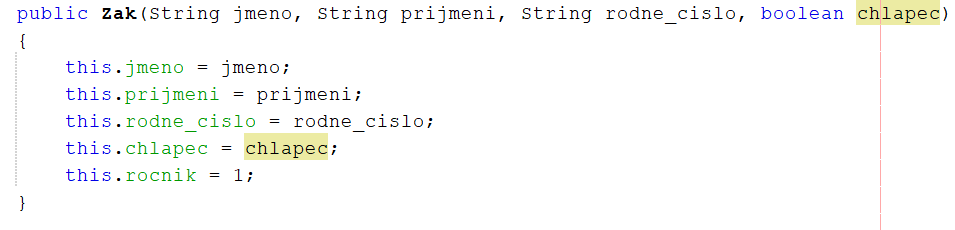 public Zak(String jmeno, String prijmeni, String rodne_cislo, boolean chlapec)
{
this.jmeno = jmeno;
this.prijmeni = prijmeni;
this.rodne_cislo = rodne_cislo;
this.chlapec = chlapec;
this.rocnik = 1;
}